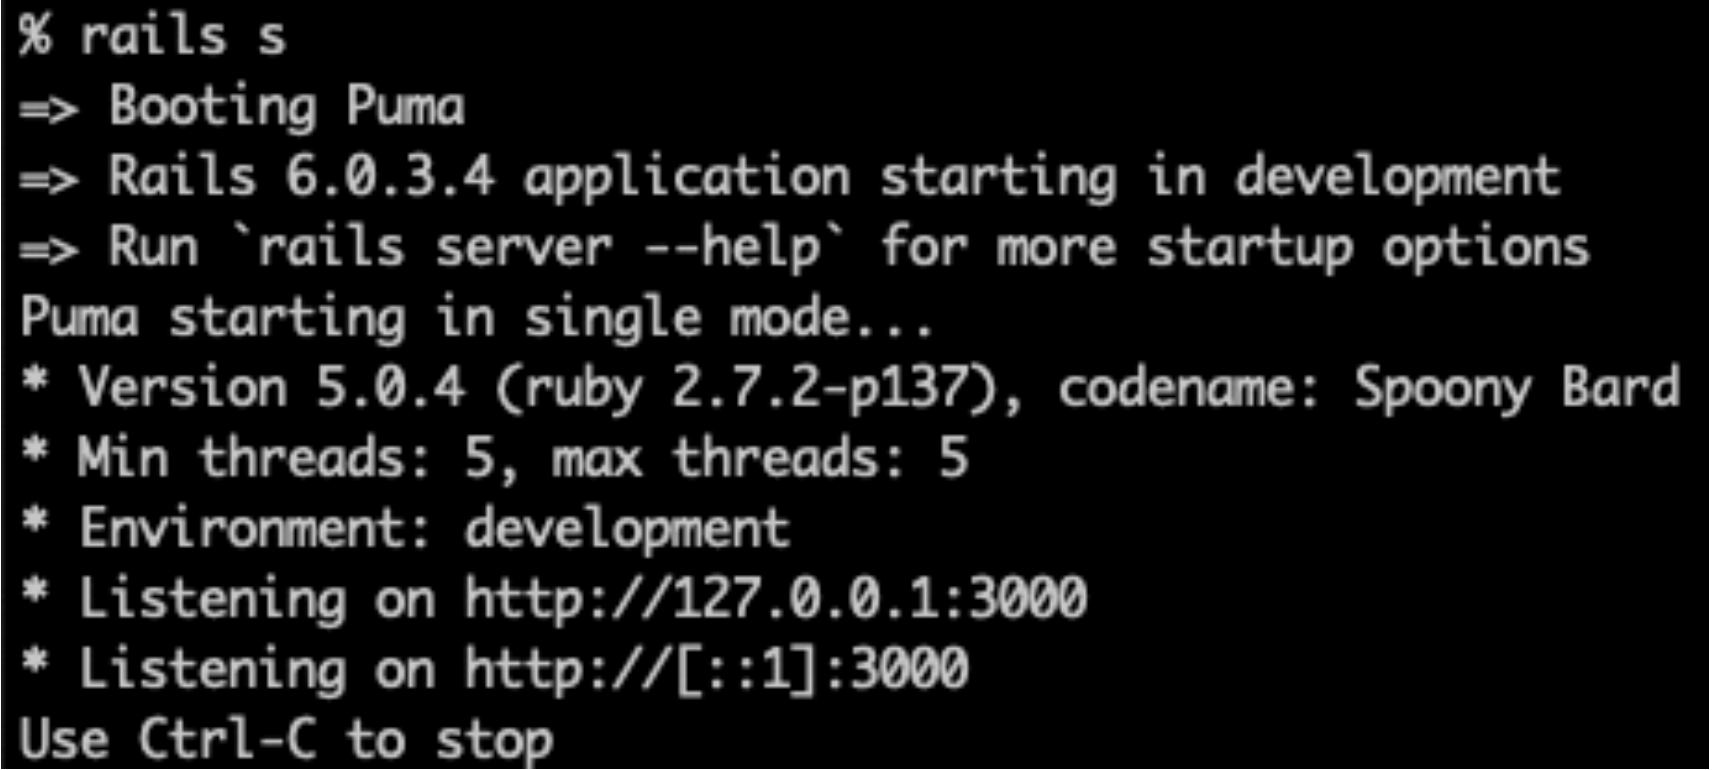 % rails s
=> Booting Puma
=> Rails 6.0.3.4 application starting in development
=> Run `rails server --help` for more startup options
Puma starting in single mode...
* Version 5.0.4 (ruby 2.7.2-p137), codename: Spoony Bard
* Min threads: 5, max threads: 5
* Environment: development
* Listening on http://127.0.0.1:3000
* Listening on http://[::1]:3000
Use Ctrl-C to stop